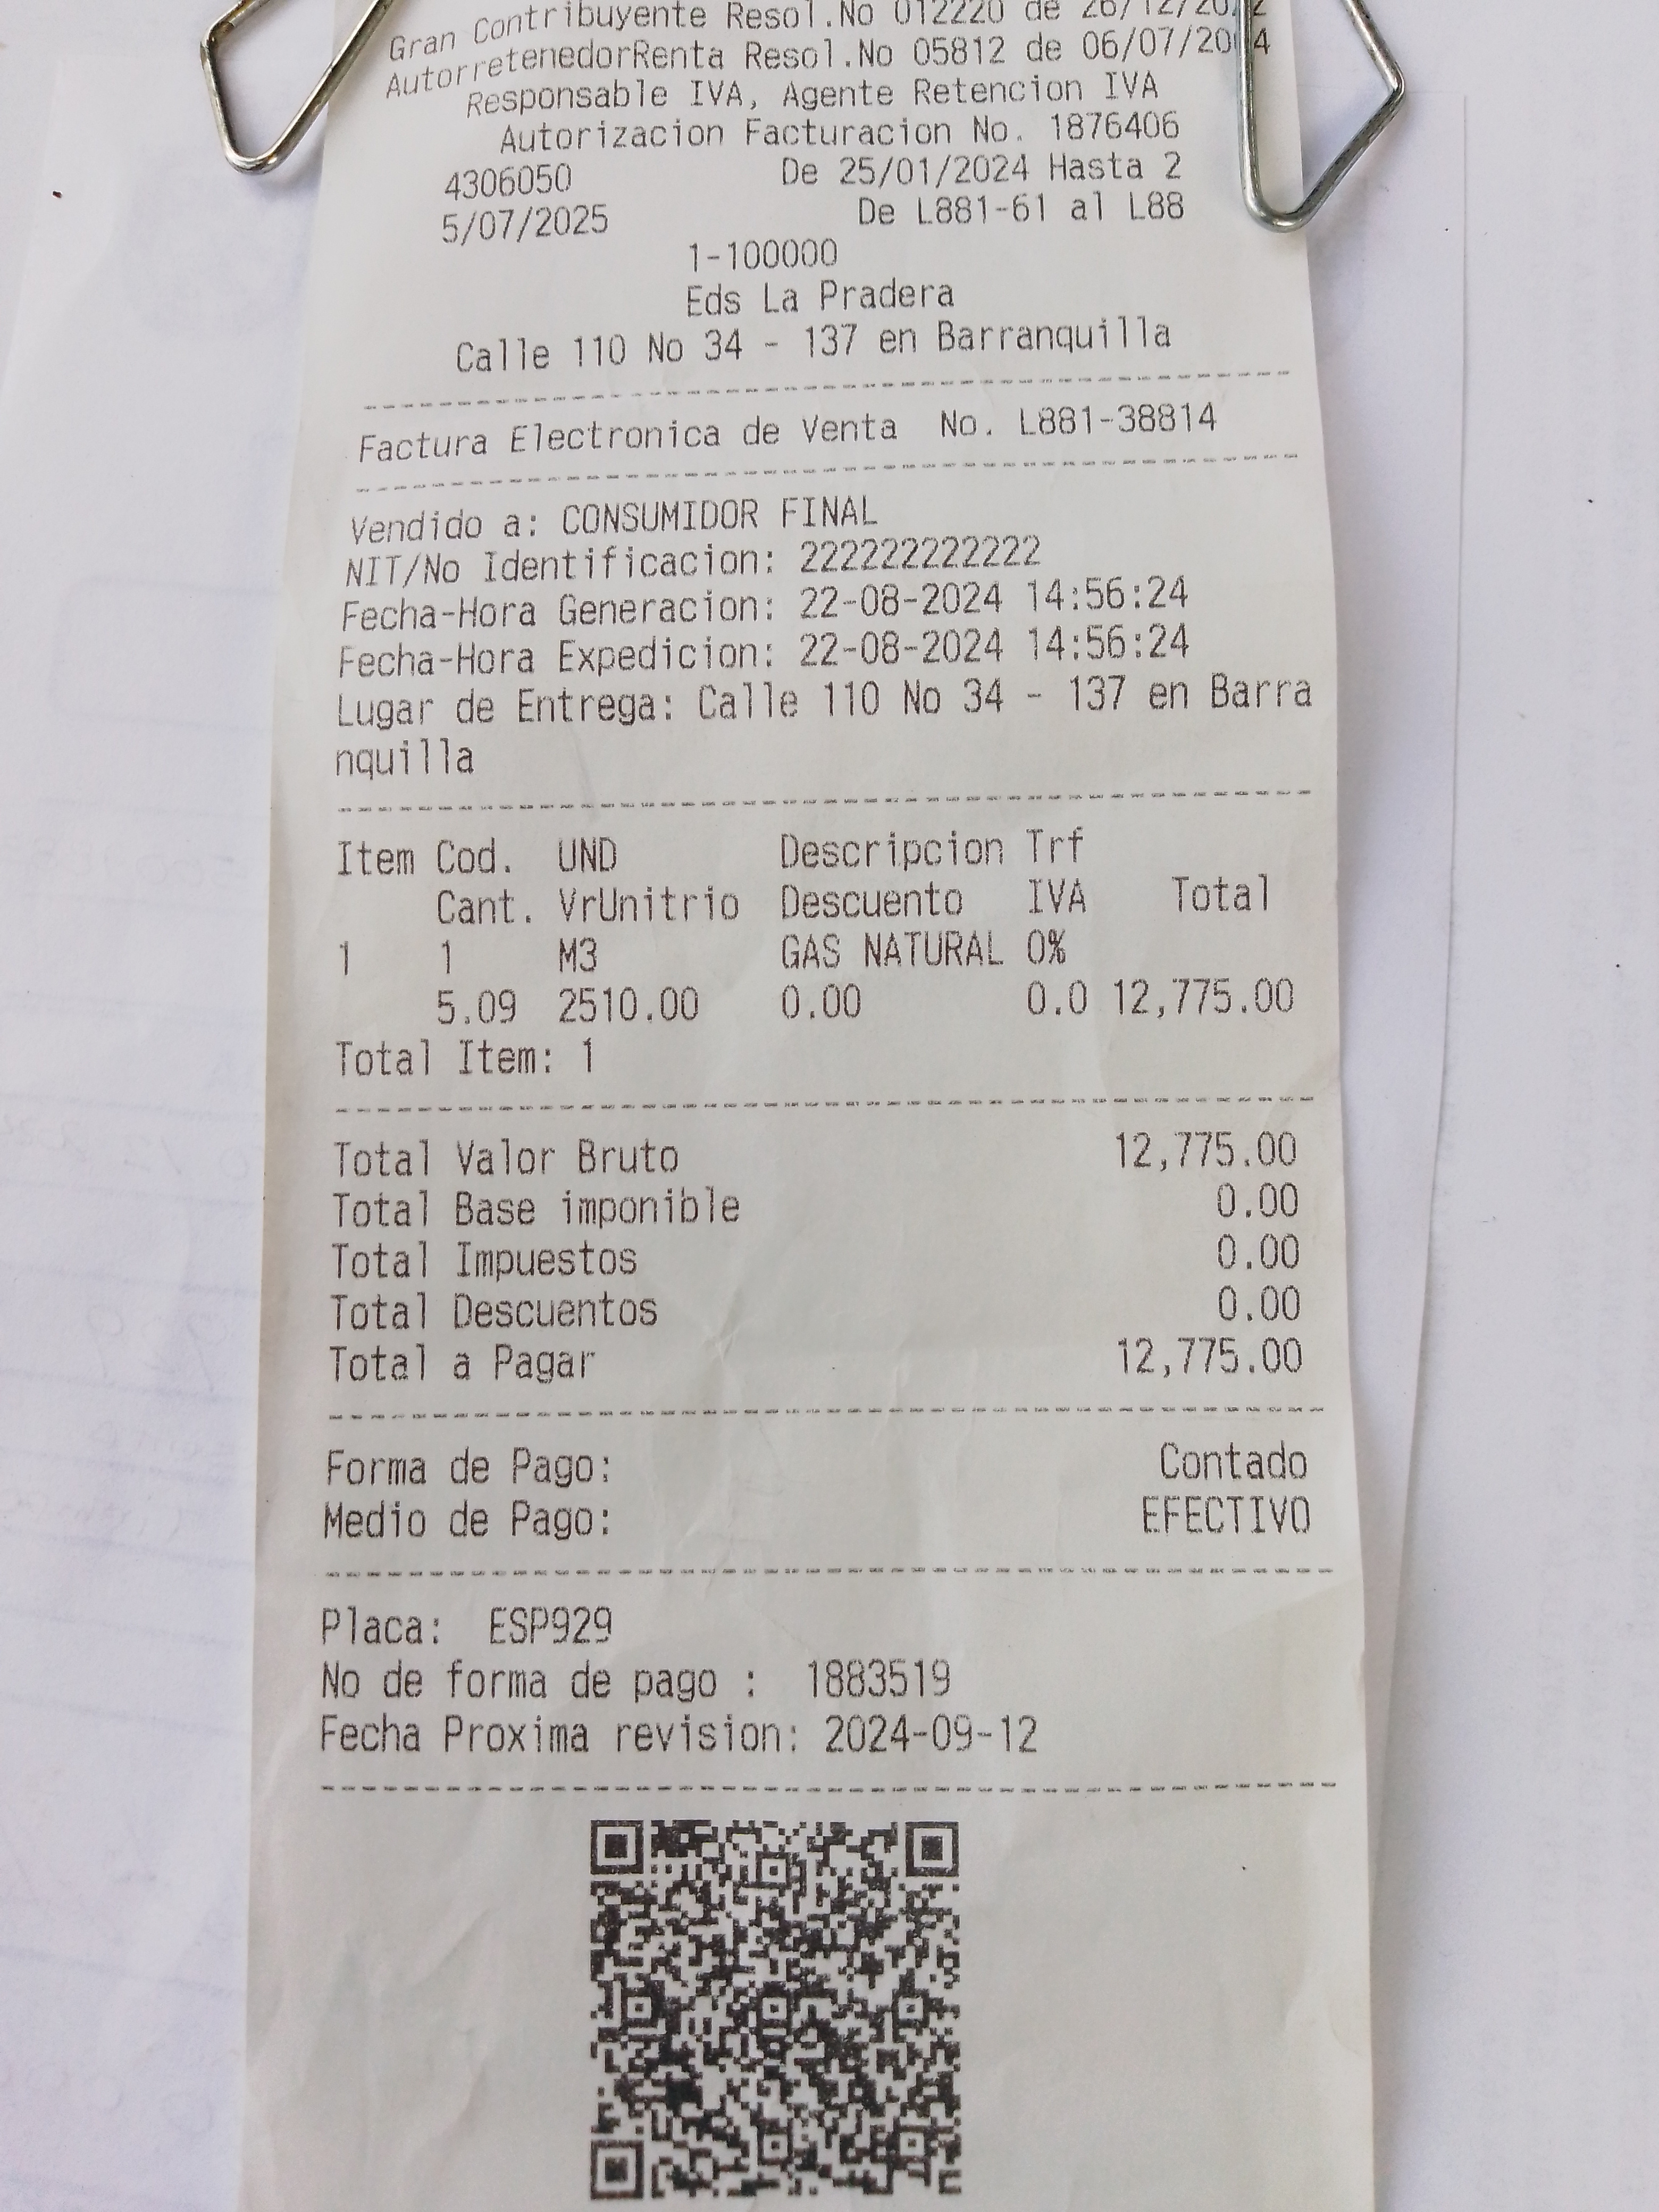 Gran Contribuyente Resol.No 012220 de 26/12/2022
AutorretenedorRenta Resol.No 05812 de 06/07/2004
Responsable IVA, Agente Retencion IVA
Autorizacion Facturacion No. 1876406
4306050 De 25/01/2024 Hasta 2
5/07/2025 De L881-61 al L88
1-100000
Eds La Pradera
Calle 110 No 34 - 137 en Barranquilla
Factura Electronica de Venta No. L881-38814
Vendido a: CONSUMIDOR FINAL
NIT/No Identificacion: 222222222222
Fecha-Hora Generacion: 22-08-2024 14:56:24
Fecha-Hora Expedicion: 22-08-2024 14:56:24
Lugar de Entrega: Calle 110 No 34 - 137 en Barra
nquilla
Item Cod. UND Descripcion Trf
Cant. VrUnitrio Descuento IVA Total
1 1 M3 GAS NATURAL 0%
5.09 2510.00 0.00 0.0 12,775.00
Total Item: 1
Total Valor Bruto 12,775.00
Total Base imponible 0.00
Total Impuestos 0.00
Total Descuentos 0.00
Total a Pagar 12,775.00
Forma de Pago: Contado
Medio de Pago: EFECTIVO
Placa: ESP929
No de forma de pago : 1883519
Fecha Proxima revision: 2024-09-12